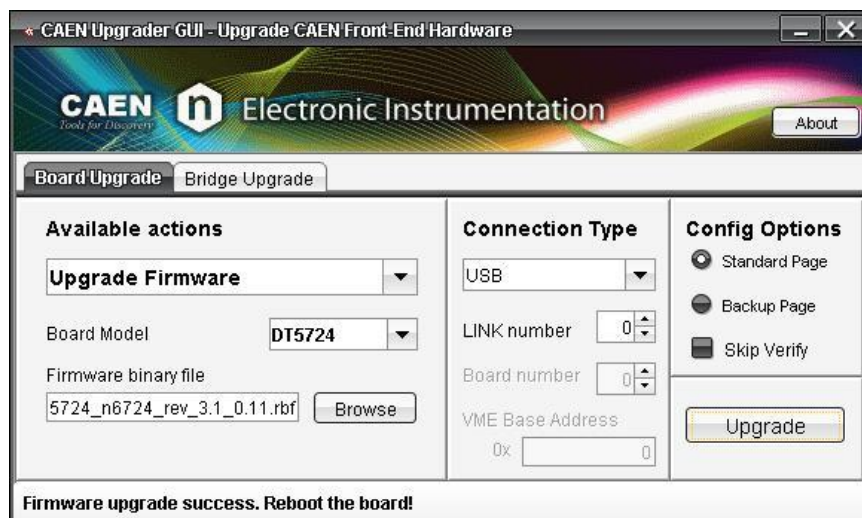 CAEN Upgrader GUI - Upgrade CAEN Front-End Hardware
CAEN n Electronic Instrumentation
Tools for Discovery
About
Board Upgrade Bridge Upgrade
Available actions
Upgrade Firmware
Board Model DT5724
Firmware binary file
5724_n6724_rev_3.1_0.11.rbf Browse
Connection Type
USB
LINK number 0
Board number 0
VME Base Address
0x 0
Config Options
Standard Page
Backup Page
Skip Verify
Upgrade
Firmware upgrade success. Reboot the board!